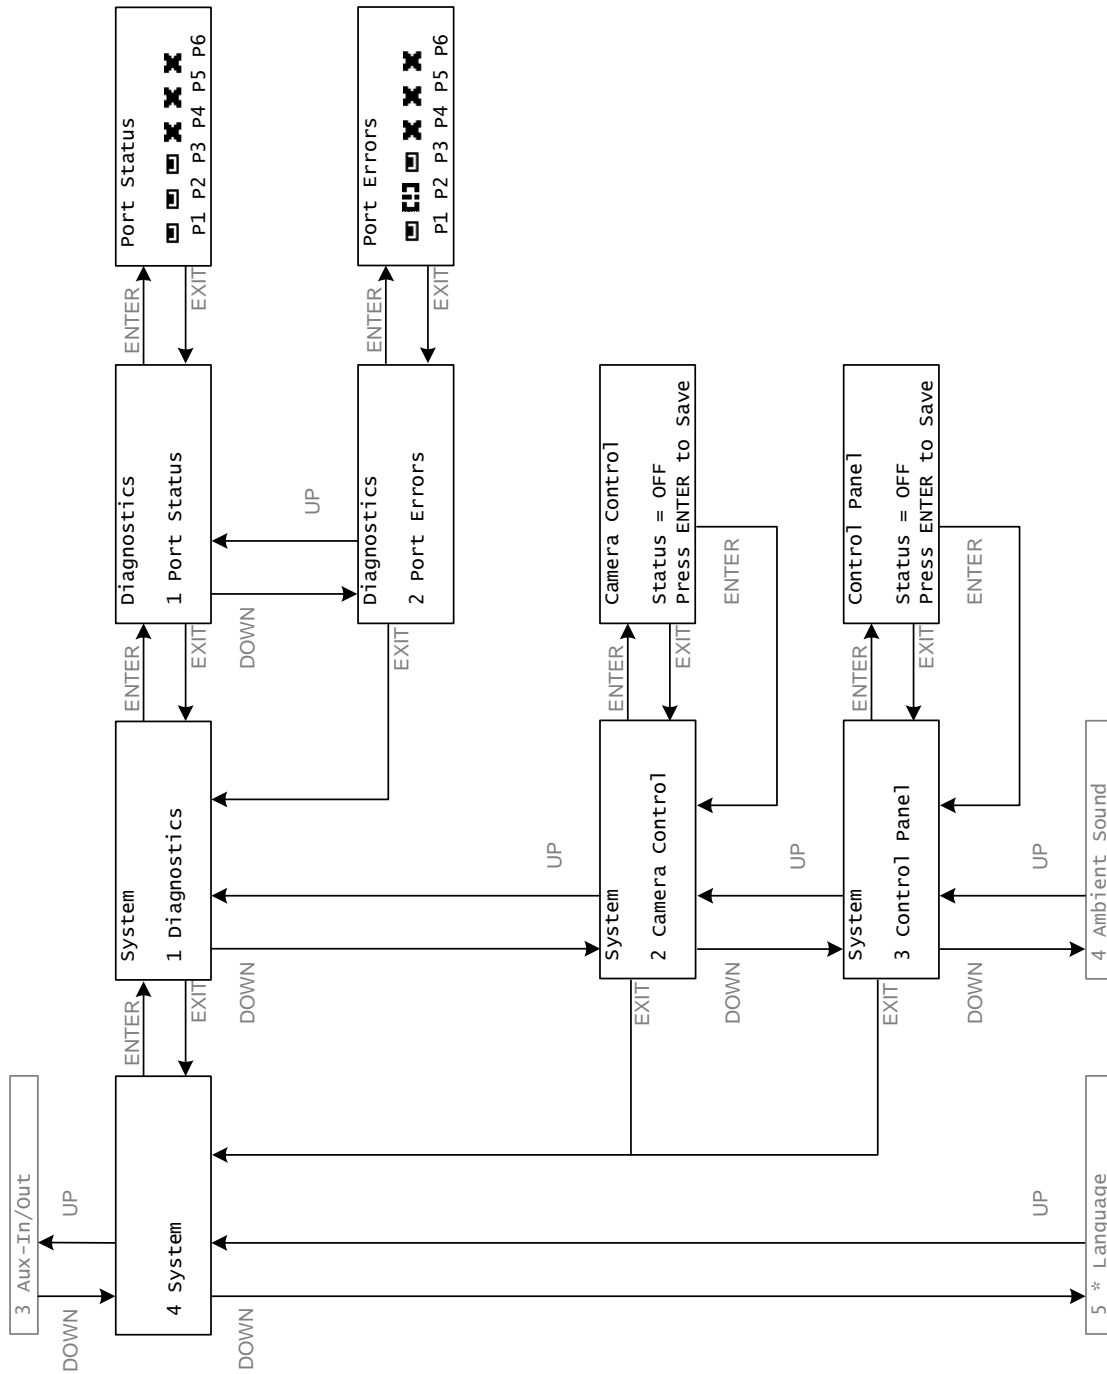 3 Aux-In/Out
DOWN
UP
4 System
ENTER
EXIT
DOWN
UP
5 * Language
System
1 Diagnostics
ENTER
EXIT
DOWN
UP
Diagnostics
1 Port Status
ENTER
EXIT
DOWN
UP
Port Status
P1 P2 P3 P4 P5 P6
Diagnostics
2 Port Errors
ENTER
EXIT
EXIT
Port Errors
P1 P2 P3 P4 P5 P6
System
2 Camera Control
ENTER
EXIT
EXIT
DOWN
UP
Camera Control
Status = OFF
Press ENTER to Save
ENTER
System
3 Control Panel
ENTER
EXIT
EXIT
DOWN
UP
Control Panel
Status = OFF
Press ENTER to Save
ENTER
4 Ambient Sound